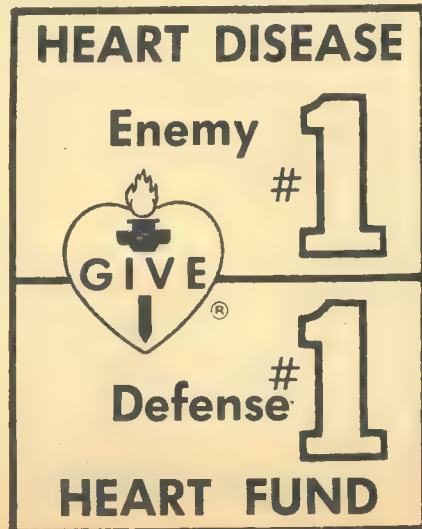 HEART DISEASE
Enemy #1
GIVE
®
Defense #1
HEART FUND